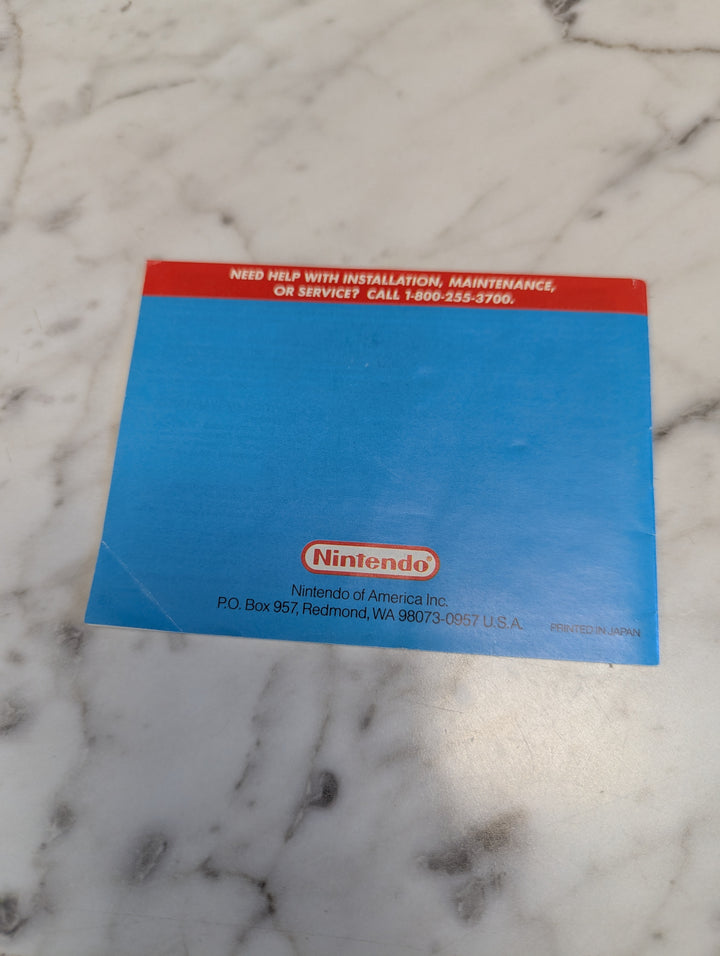 NEED HELP WITH INSTALLATION, MAINTENANCE,
OR SERVICE? CALL 1-800-255-3700.
Nintendo®
Nintendo of America Inc.
P.O. Box 957, Redmond, WA 98073-0957 U.S.A.
PRINTED IN JAPAN